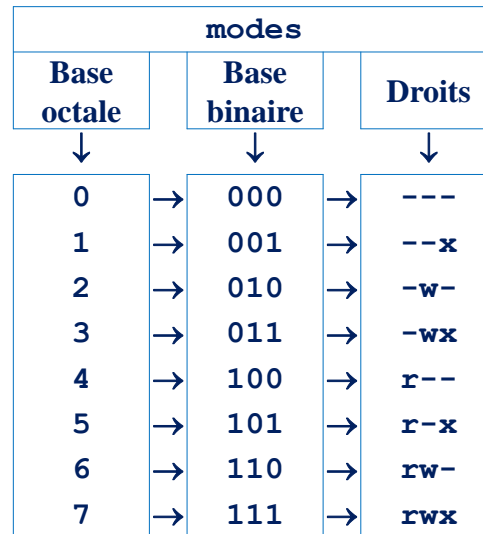 modes
Base octale Base binaire Droits
↓ ↓ ↓
0 → 000 → ---
1 → 001 → --x
2 → 010 → -w-
3 → 011 → -wx
4 → 100 → r--
5 → 101 → r-x
6 → 110 → rw-
7 → 111 → rwx